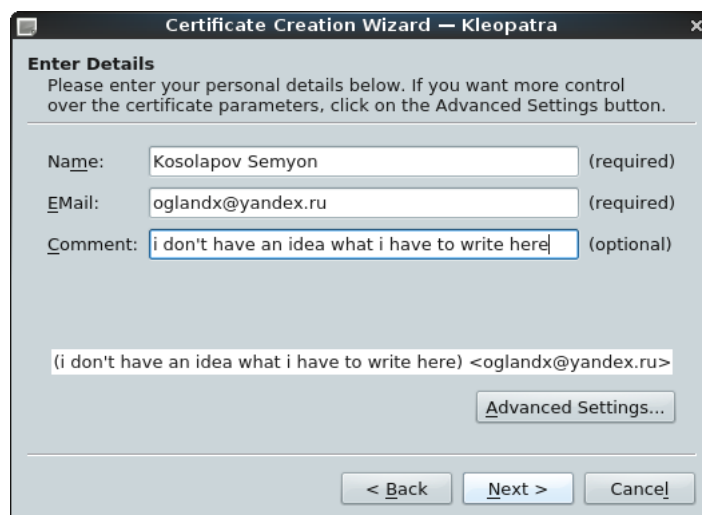 Certificate Creation Wizard — Kleopatra
Enter Details
Please enter your personal details below. If you want more control
over the certificate parameters, click on the Advanced Settings button.
Name: Kosolapov Semyon (required)
EMail: oglandx@yandex.ru (required)
Comment: i don't have an idea what i have to write here (optional)
(i don't have an idea what i have to write here) <oglandx@yandex.ru>
Advanced Settings...
< Back Next > Cancel